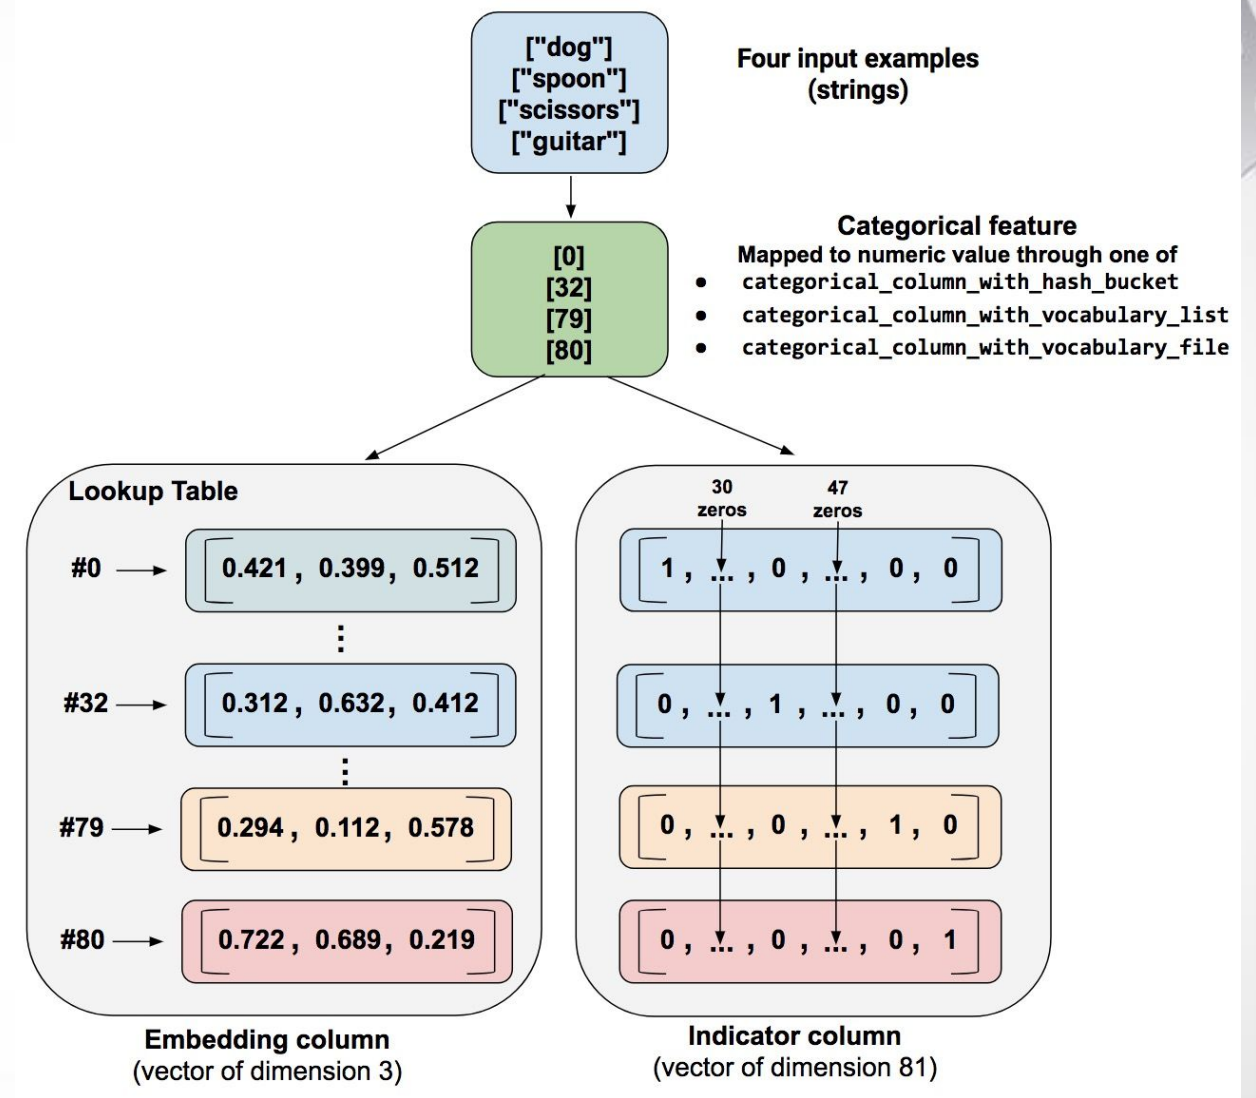 ["dog"]
["spoon"]
["scissors"]
["guitar"]
Four input examples
(strings)
[0]
[32]
[79]
[80]
Categorical feature
Mapped to numeric value through one of
● categorical_column_with_hash_bucket
● categorical_column_with_vocabulary_list
● categorical_column_with_vocabulary_file
Lookup Table
#0
0.421 , 0.399, 0.512
⋮
#32
0.312 , 0.632, 0.412
⋮
#79
0.294 , 0.112, 0.578
#80
0.722 , 0.689, 0.219
Embedding column
(vector of dimension 3)
30
zeros
47
zeros
1 , ... , 0 , ... , 0 , 0
0 , ... , 1 , ... , 0 , 0
0 , ... , 0 , ... , 1 , 0
0 , ... , 0 , ... , 0 , 1
Indicator column
(vector of dimension 81)